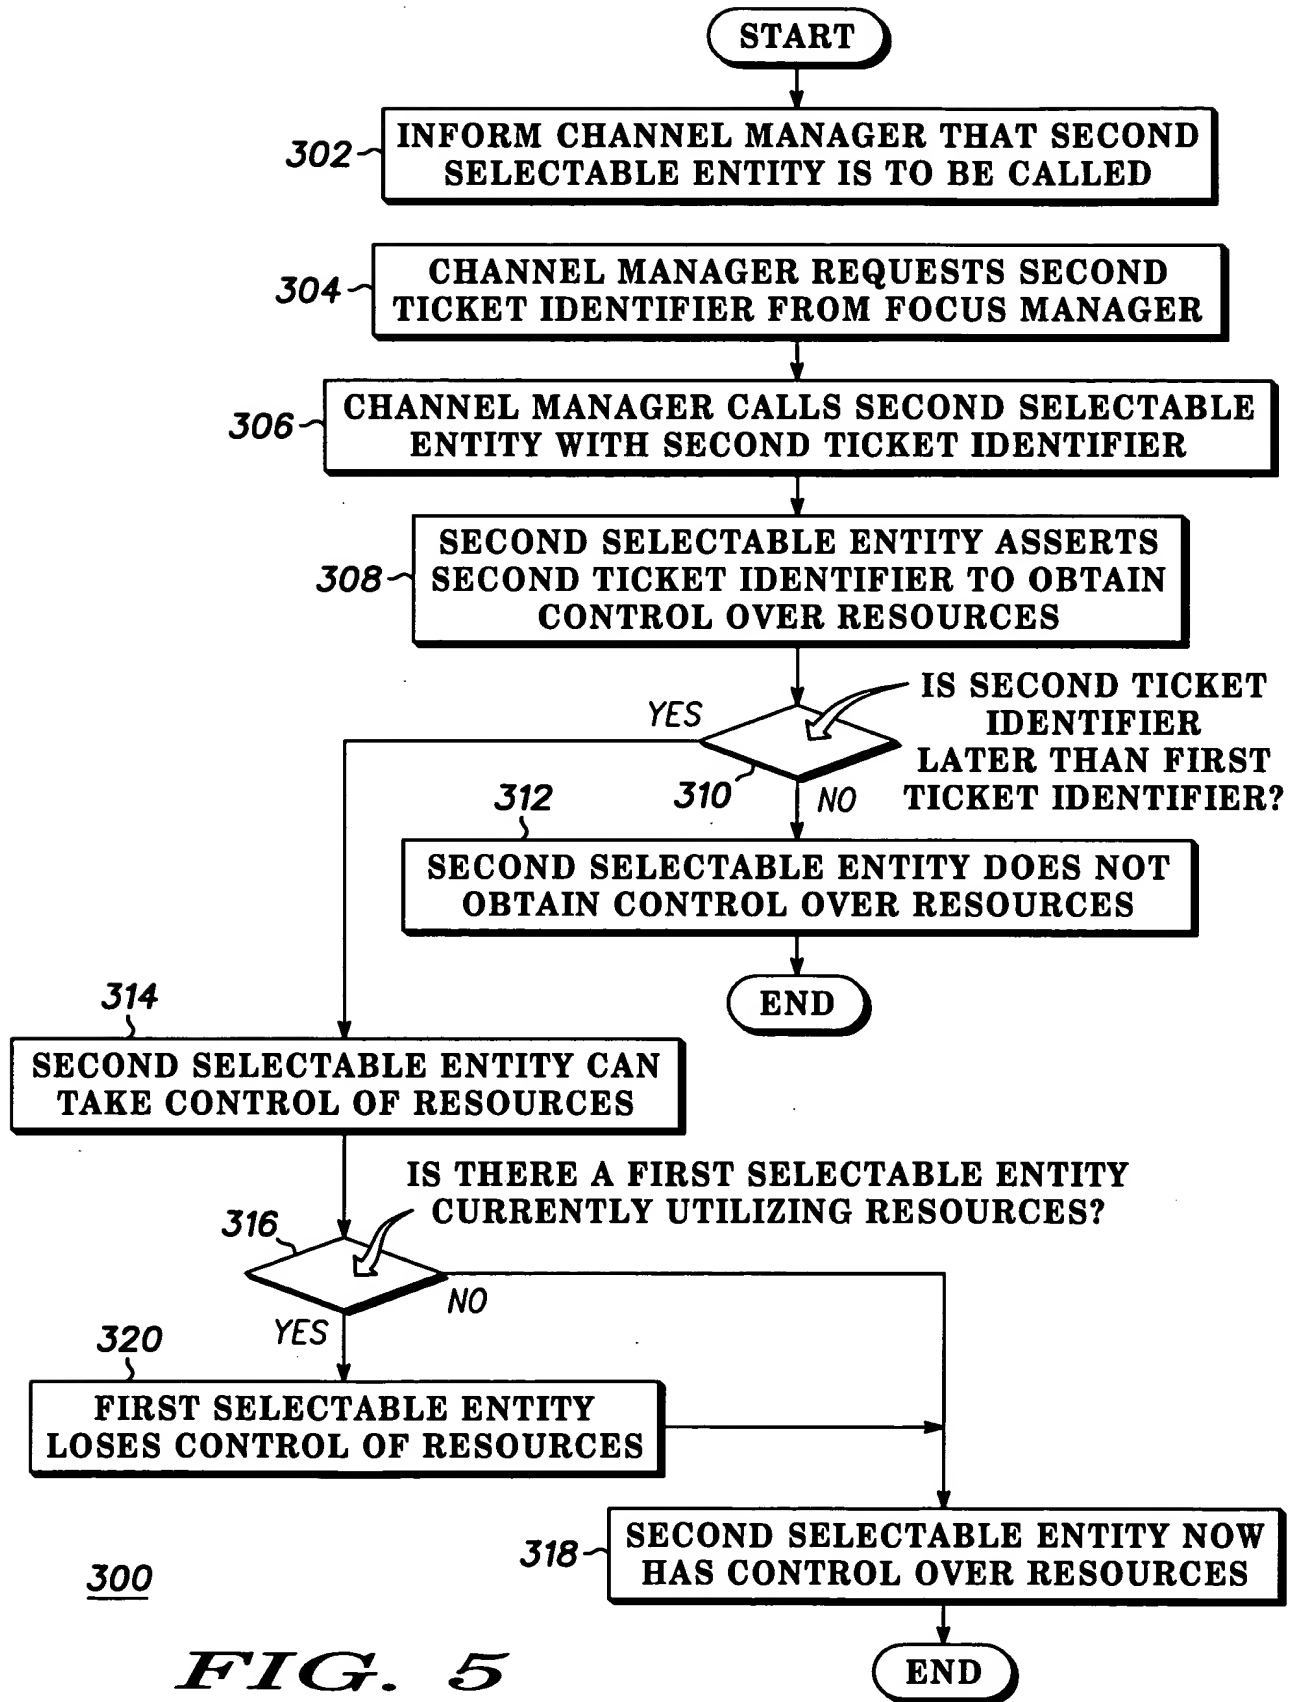 START
302
INFORM CHANNEL MANAGER THAT SECOND
SELECTABLE ENTITY IS TO BE CALLED
304
CHANNEL MANAGER REQUESTS SECOND
TICKET IDENTIFIER FROM FOCUS MANAGER
306
CHANNEL MANAGER CALLS SECOND SELECTABLE
ENTITY WITH SECOND TICKET IDENTIFIER
308
SECOND SELECTABLE ENTITY ASSERTS
SECOND TICKET IDENTIFIER TO OBTAIN
CONTROL OVER RESOURCES
YES
310
NO
IS SECOND TICKET
IDENTIFIER
LATER THAN FIRST
TICKET IDENTIFIER?
312
SECOND SELECTABLE ENTITY DOES NOT
OBTAIN CONTROL OVER RESOURCES
END
314
SECOND SELECTABLE ENTITY CAN
TAKE CONTROL OF RESOURCES
316
IS THERE A FIRST SELECTABLE ENTITY
CURRENTLY UTILIZING RESOURCES?
NO
YES
320
FIRST SELECTABLE ENTITY
LOSES CONTROL OF RESOURCES
318
SECOND SELECTABLE ENTITY NOW
HAS CONTROL OVER RESOURCES
END
300
FIG. 5